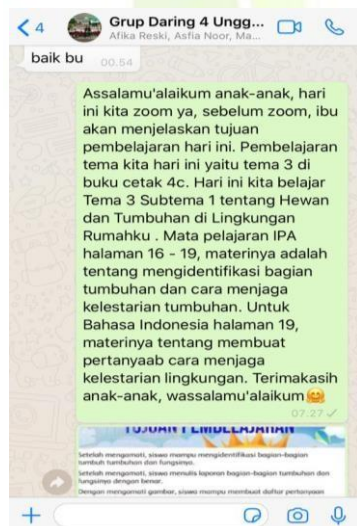 4
Grup Daring 4 Ungg...
Afika Reski, Asfia Noor, Ma...
baik bu
00.54
Assalamu'alaikum anak-anak, hari
ini kita zoom ya, sebelum zoom, ibu
akan menjelaskan tujuan
pembelajaran hari ini. Pembelajaran
tema kita hari ini yaitu tema 3 di
buku cetak 4c. Hari ini kita belajar
Tema 3 Subtema 1 tentang Hewan
dan Tumbuhan di Lingkungan
Rumahku . Mata pelajaran IPA
halaman 16 - 19, materinya adalah
tentang mengidentifikasi bagian
tumbuhan dan cara menjaga
kelestarian tumbuhan. Untuk
Bahasa Indonesia halaman 19,
materinya tentang membuat
pertanyaab cara menjaga
kelestarian lingkungan. Terimakasih
anak-anak, wassalamu'alaikum🤗
07.27
TUJUAN PEMBELAJARAN
Setelah mengamati, siswa mampu mengidentifikasi bagian-bagian
tumbuh tumbuhan dan fungsinya.
Setelah mengamati, siswa mampu menulis laporan bagian-bagian tumbuhan dan
fungsinya dengan benar.
Dengan mengamati gambar, siswa mampu membuat daftar pertanyaan